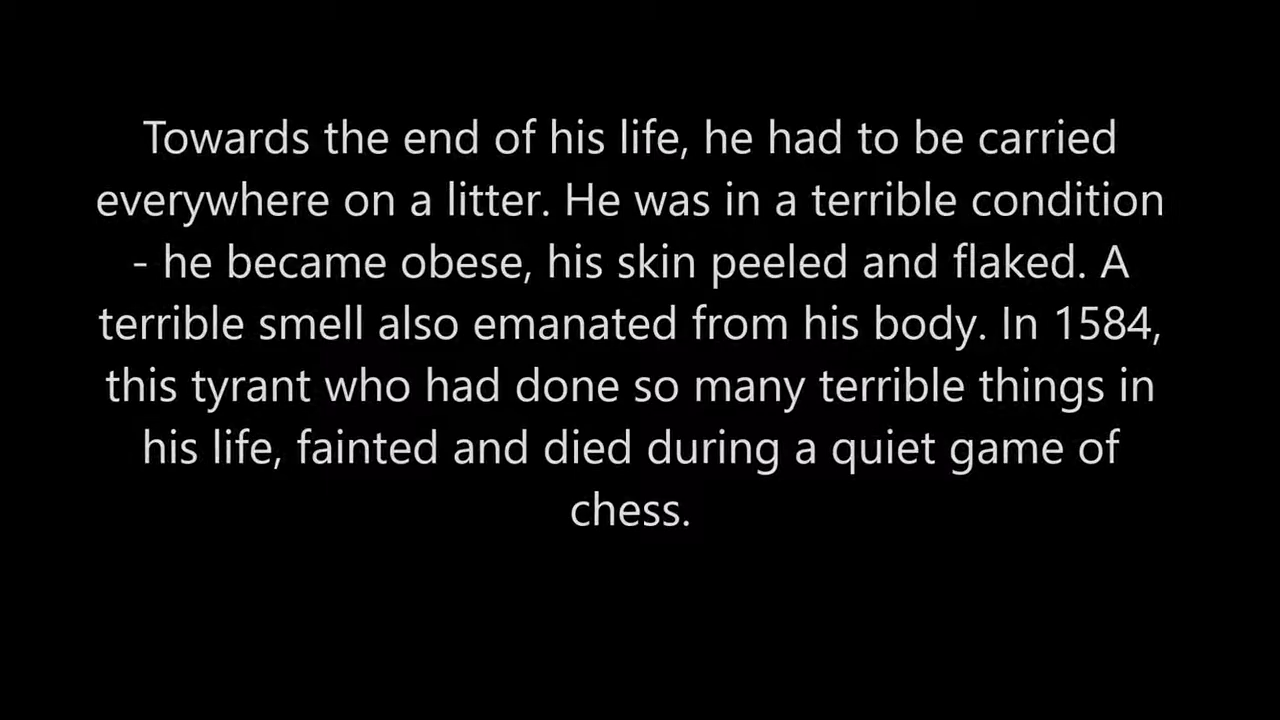 Towards the end of his life, he had to be carried
everywhere on a litter. He was in a terrible condition
- he became obese, his skin peeled and flaked. A
terrible smell also emanated from his body. In 1584,
this tyrant who had done so many terrible things in
his life, fainted and died during a quiet game of
chess.